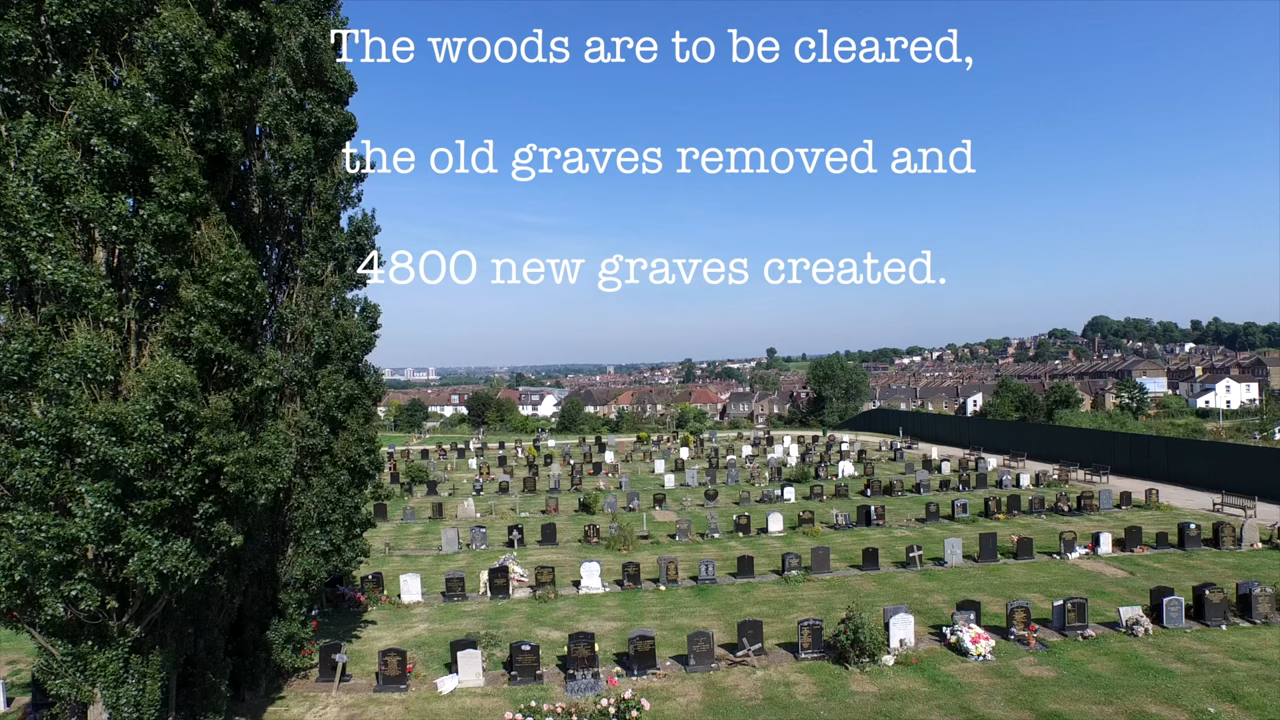 The woods are to be cleared,
the old graves removed and
4800 new graves created.